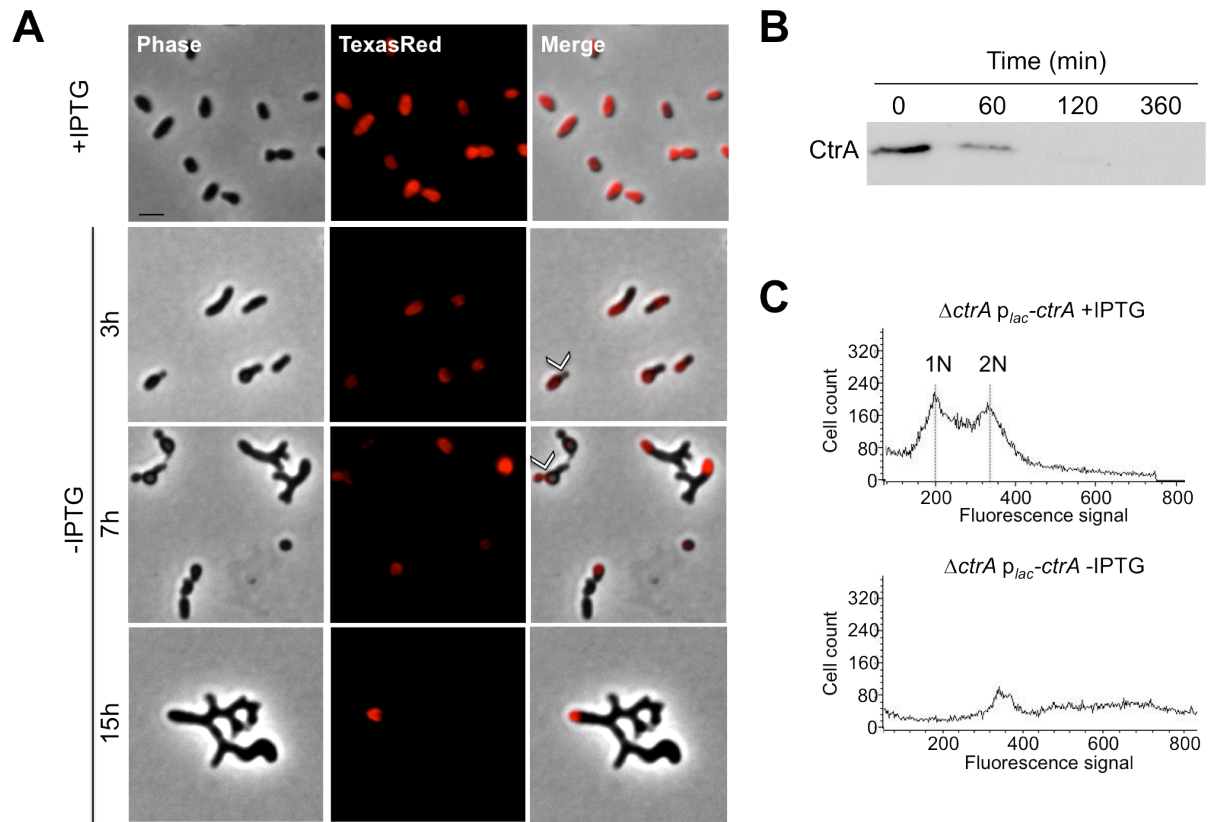 A
Phase
TexasRed
Merge
+IPTG
-IPTG
3h
7h
15h
B
Time (min)
0 60 120 360
CtrA
C
ΔctrA plac-ctrA +IPTG
Cell count
320
240
160
80
0
1N 2N
200 400 600 800
Fluorescence signal
ΔctrA plac-ctrA -IPTG
Cell count
320
240
160
80
0
200 400 600 800
Fluorescence signal